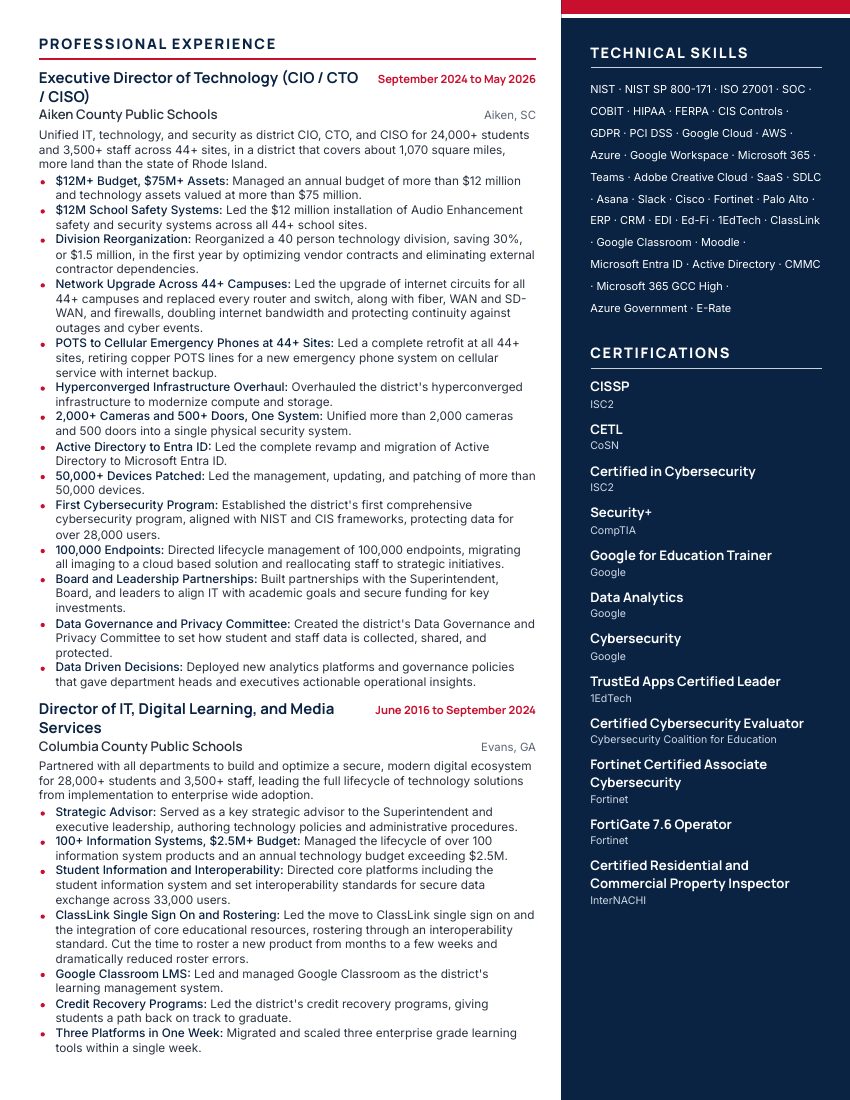 PROFESSIONAL EXPERIENCE
Executive Director of Technology (CIO / CTO
/ CISO)
September 2024 to May 2026
Aiken County Public Schools
Aiken, SC
Unified IT, technology, and security as district CIO, CTO, and CISO for 24,000+ students
and 3,500+ staff across 44+ sites, in a district that covers about 1,070 square miles,
more land than the state of Rhode Island.
• $12M+ Budget, $75M+ Assets: Managed an annual budget of more than $12 million
and technology assets valued at more than $75 million.
• $12M School Safety Systems: Led the $12 million installation of Audio Enhancement
safety and security systems across all 44+ school sites.
• Division Reorganization: Reorganized a 40 person technology division, saving 30%,
or $1.5 million, in the first year by optimizing vendor contracts and eliminating external
contractor dependencies.
• Network Upgrade Across 44+ Campuses: Led the upgrade of internet circuits for all
44+ campuses and replaced every router and switch, along with fiber, WAN and SD-
WAN, and firewalls, doubling internet bandwidth and protecting continuity against
outages and cyber events.
• POTS to Cellular Emergency Phones at 44+ Sites: Led a complete retrofit at all 44+
sites, retiring copper POTS lines for a new emergency phone system on cellular
service with internet backup.
• Hyperconverged Infrastructure Overhaul: Overhauled the district's hyperconverged
infrastructure to modernize compute and storage.
• 2,000+ Cameras and 500+ Doors, One System: Unified more than 2,000 cameras
and 500 doors into a single physical security system.
• Active Directory to Entra ID: Led the complete revamp and migration of Active
Directory to Microsoft Entra ID.
• 50,000+ Devices Patched: Led the management, updating, and patching of more than
50,000 devices.
• First Cybersecurity Program: Established the district's first comprehensive
cybersecurity program, aligned with NIST and CIS frameworks, protecting data for
over 28,000 users.
• 100,000 Endpoints: Directed lifecycle management of 100,000 endpoints, migrating
all imaging to a cloud based solution and reallocating staff to strategic initiatives.
• Board and Leadership Partnerships: Built partnerships with the Superintendent,
Board, and leaders to align IT with academic goals and secure funding for key
investments.
• Data Governance and Privacy Committee: Created the district's Data Governance and
Privacy Committee to set how student and staff data is collected, shared, and
protected.
• Data Driven Decisions: Deployed new analytics platforms and governance policies
that gave department heads and executives actionable operational insights.
Director of IT, Digital Learning, and Media
Services
June 2016 to September 2024
Columbia County Public Schools
Evans, GA
Partnered with all departments to build and optimize a secure, modern digital ecosystem
for 28,000+ students and 3,500+ staff, leading the full lifecycle of technology solutions
from implementation to enterprise wide adoption.
• Strategic Advisor: Served as a key strategic advisor to the Superintendent and
executive leadership, authoring technology policies and administrative procedures.
• 100+ Information Systems, $2.5M+ Budget: Managed the lifecycle of over 100
information system products and an annual technology budget exceeding $2.5M.
• Student Information and Interoperability: Directed core platforms including the
student information system and set interoperability standards for secure data
exchange across 33,000 users.
• ClassLink Single Sign On and Rostering: Led the move to ClassLink single sign on and
the integration of core educational resources, rostering through an interoperability
standard. Cut the time to roster a new product from months to a few weeks and
dramatically reduced roster errors.
• Google Classroom LMS: Led and managed Google Classroom as the district's
learning management system.
• Credit Recovery Programs: Led the district's credit recovery programs, giving
students a path back on track to graduate.
• Three Platforms in One Week: Migrated and scaled three enterprise grade learning
tools within a single week.
TECHNICAL SKILLS
NIST · NIST SP 800-171 · ISO 27001 · SOC ·
COBIT · HIPAA · FERPA · CIS Controls ·
GDPR · PCI DSS · Google Cloud · AWS ·
Azure · Google Workspace · Microsoft 365 ·
Teams · Adobe Creative Cloud · SaaS · SDLC
· Asana · Slack · Cisco · Fortinet · Palo Alto ·
ERP · CRM · EDI · Ed-Fi · 1EdTech · ClassLink
· Google Classroom · Moodle ·
Microsoft Entra ID · Active Directory · CMMC
· Microsoft 365 GCC High ·
Azure Government · E-Rate
CERTIFICATIONS
CISSP
ISC2
CETL
CoSN
Certified in Cybersecurity
ISC2
Security+
CompTIA
Google for Education Trainer
Google
Data Analytics
Google
Cybersecurity
Google
TrustEd Apps Certified Leader
1EdTech
Certified Cybersecurity Evaluator
Cybersecurity Coalition for Education
Fortinet Certified Associate
Cybersecurity
Fortinet
FortiGate 7.6 Operator
Fortinet
Certified Residential and
Commercial Property Inspector
InterNACHI